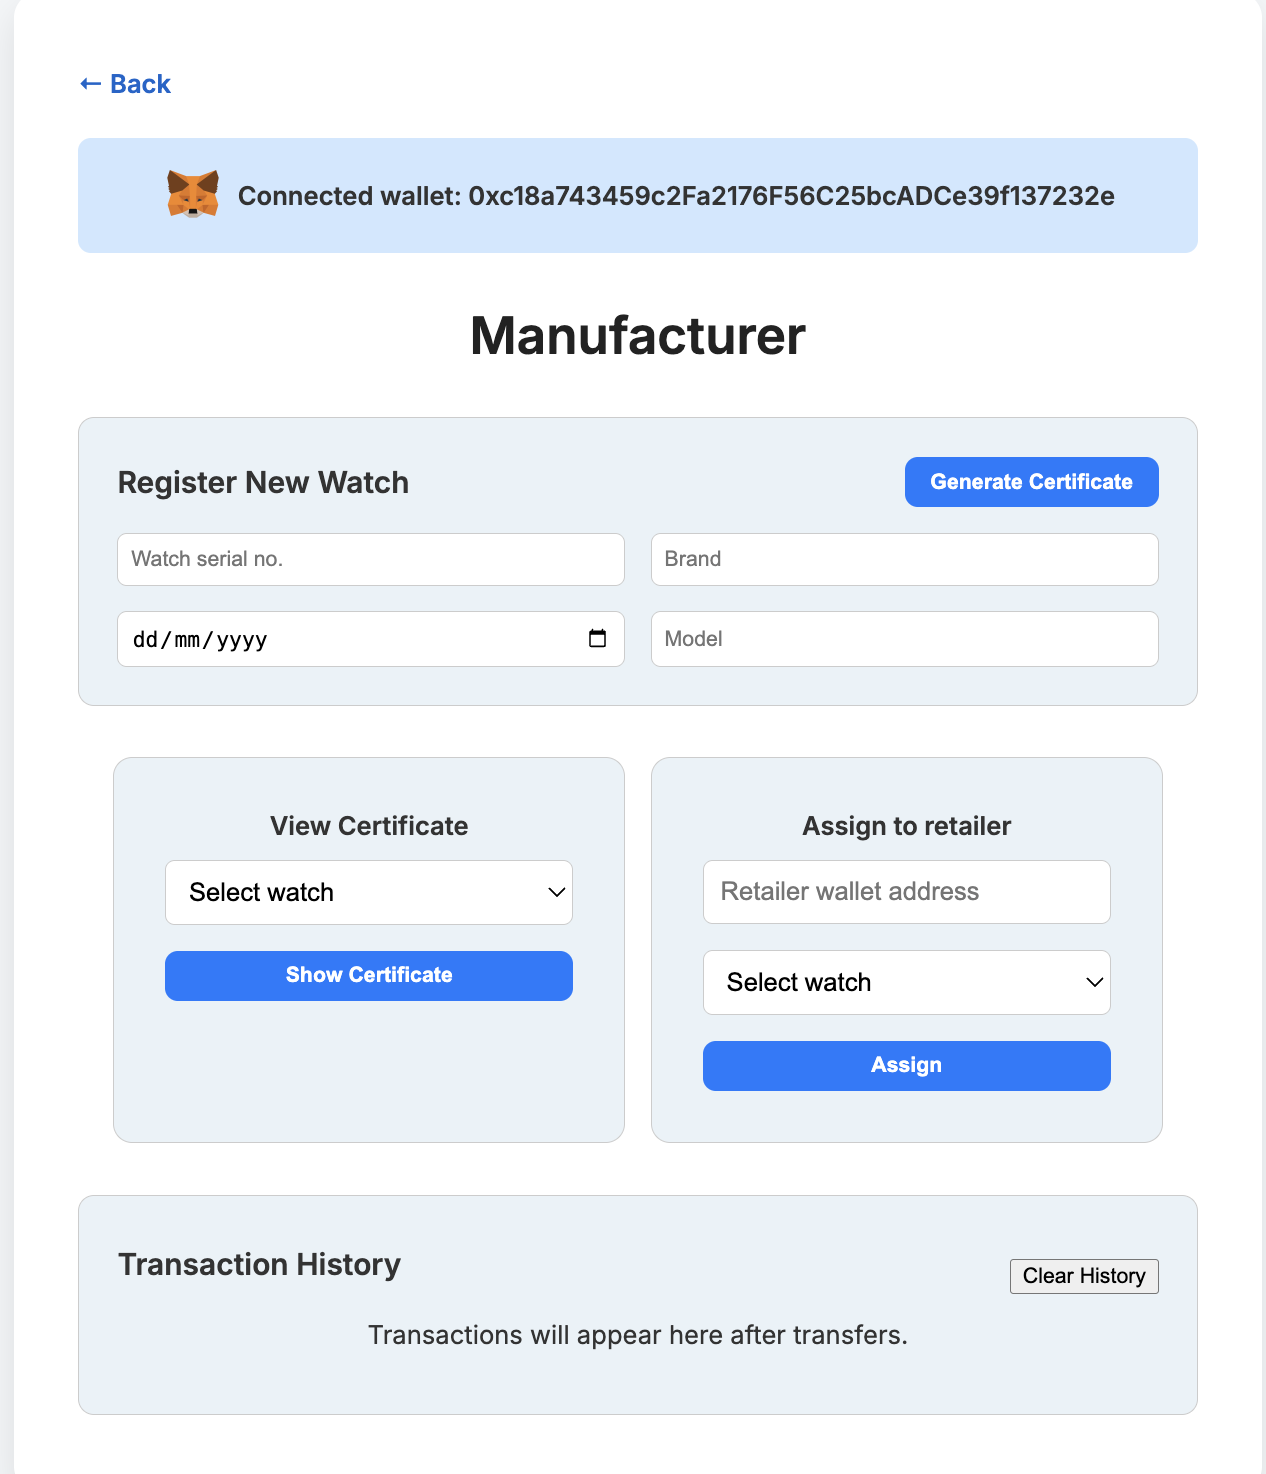 ← Back
Connected wallet: 0xc18a743459c2Fa2176F56C25bcADCe39f137232e
Manufacturer
Register New Watch
Generate Certificate
Watch serial no.
Brand
dd/mm/yyyy
Model
View Certificate
Select watch
Show Certificate
Assign to retailer
Retailer wallet address
Select watch
Assign
Transaction History
Clear History
Transactions will appear here after transfers.